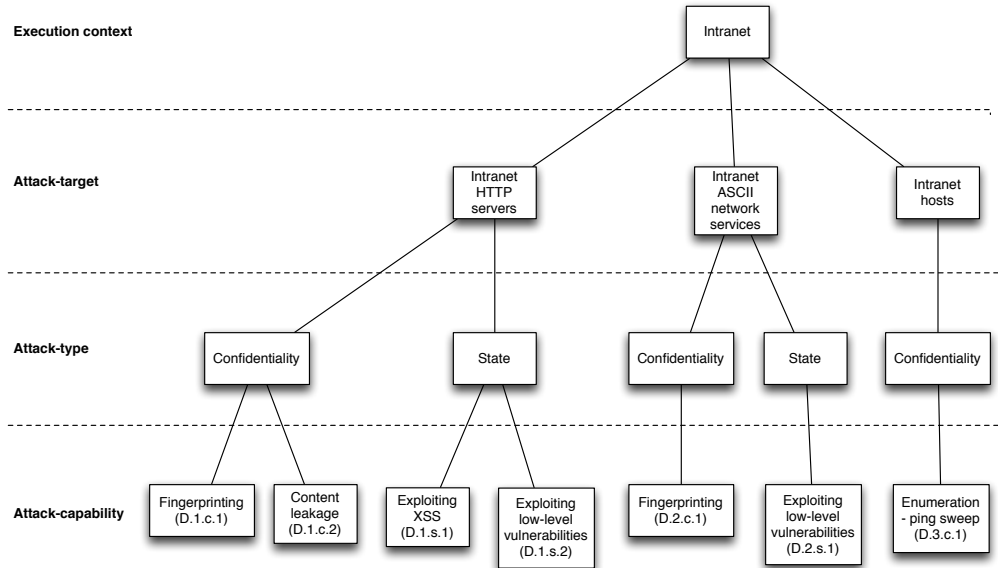 Execution context
Intranet
Attack-target
Intranet
HTTP
servers
Intranet
ASCII
network
services
Intranet
hosts
Attack-type
Confidentiality
State
Confidentiality
State
Confidentiality
Attack-capability
Fingerprinting
(D.1.c.1)
Content
leakage
(D.1.c.2)
Exploiting
XSS
(D.1.s.1)
Exploiting
low-level
vulnerabilities
(D.1.s.2)
Fingerprinting
(D.2.c.1)
Exploiting
low-level
vulnerabilities
(D.2.s.1)
Enumeration
- ping sweep
(D.3.c.1)